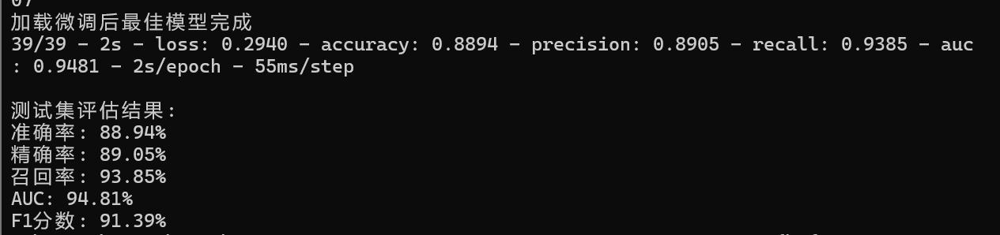 07
加载微调后最佳模型完成
39/39 - 2s - loss: 0.2940 - accuracy: 0.8894 - precision: 0.8905 - recall: 0.9385 - auc
: 0.9481 - 2s/epoch - 55ms/step
测试集评估结果:
准确率: 88.94%
精确率: 89.05%
召回率: 93.85%
AUC: 94.81%
F1分数: 91.39%